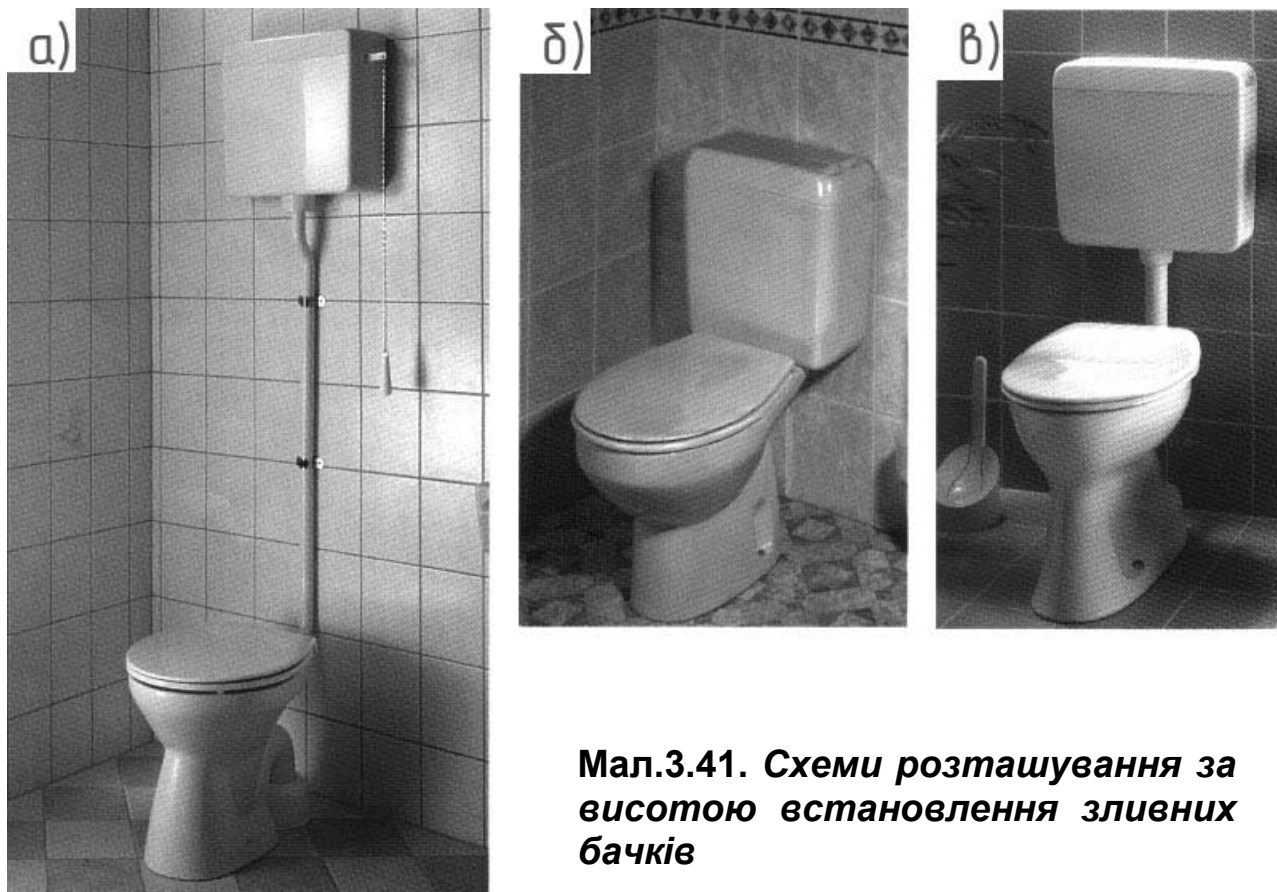 а)
б)
в)
Мал.3.41. Схеми розташування за
висотою встановлення зливних
бачків